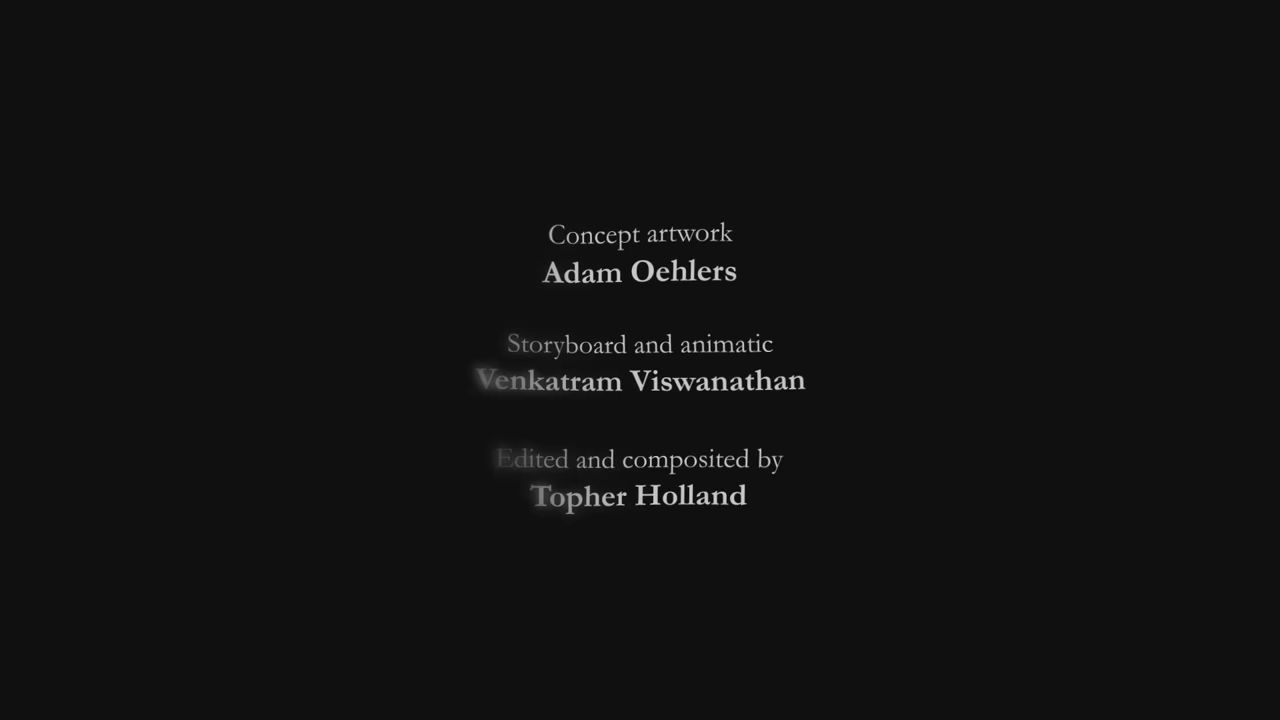 Concept artwork
Adam Oehlers
Storyboard and animatic
Venkatram Viswanathan
Edited and composited by
Topher Holland